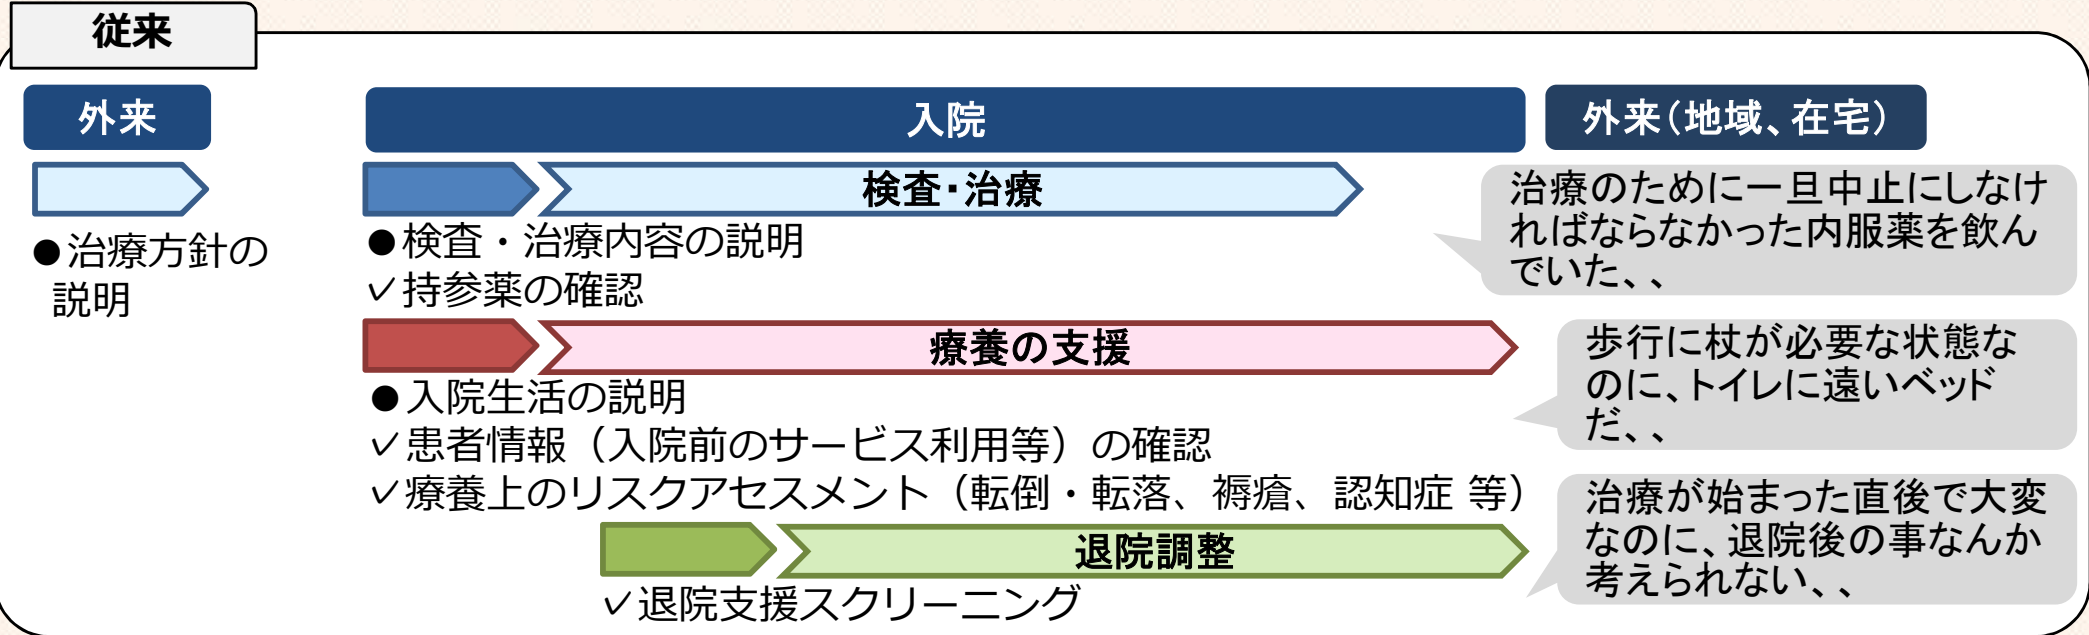 従来
外来
入院
外来（地域、在宅）
●治療方針の
説明
検査・治療
●検査・治療内容の説明
✓持参薬の確認
治療のために一旦中止にしなけ
ればならなかった内服薬を飲ん
でいた、、
療養の支援
●入院生活の説明
✓患者情報（入院前のサービス利用等）の確認
✓療養上のリスクアセスメント（転倒・転落、褥瘡、認知症 等）
歩行に杖が必要な状態な
のに、トイレに遠いベッド
だ、、
退院調整
✓退院支援スクリーニング
治療が始まった直後で大変
なのに、退院後の事なんか
考えられない、、